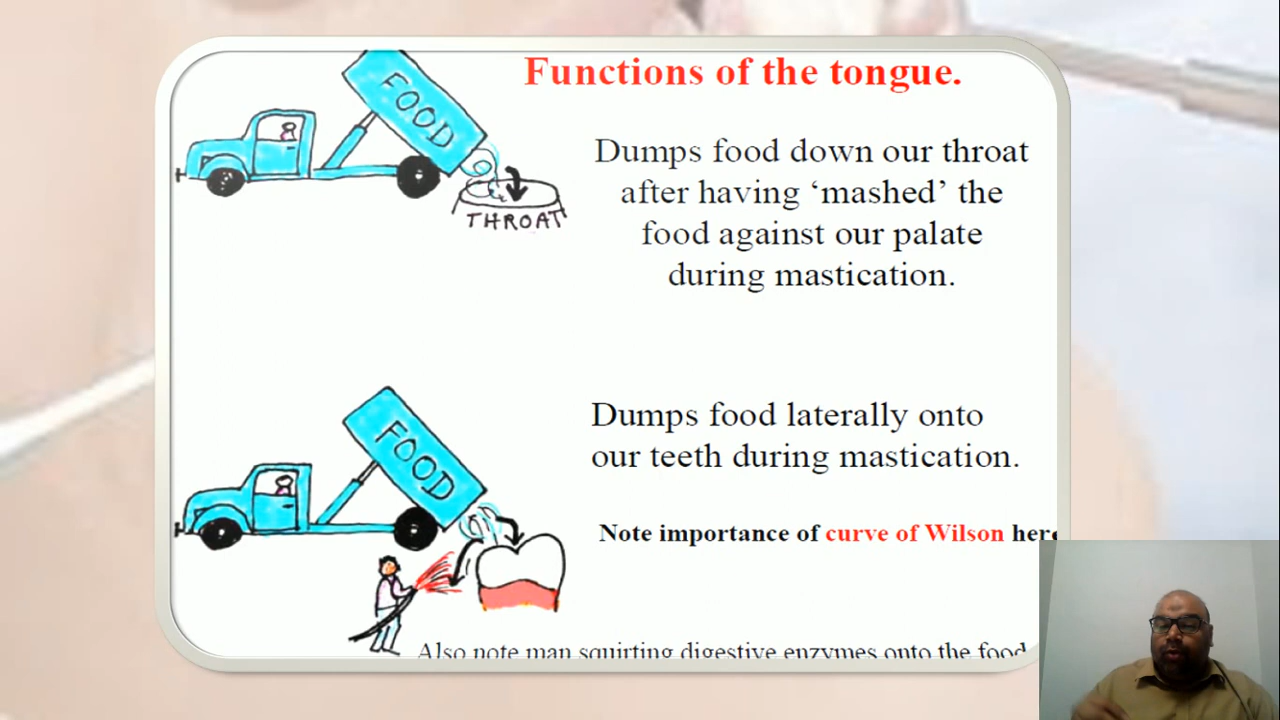 Functions of the tongue.
FOOD
THROAT
Dumps food down our throat
after having ‘mashed’ the
food against our palate
during mastication.
FOOD
Dumps food laterally onto
our teeth during mastication.
Note importance of curve of Wilson here
Also note man squirting digestive enzymes onto the food